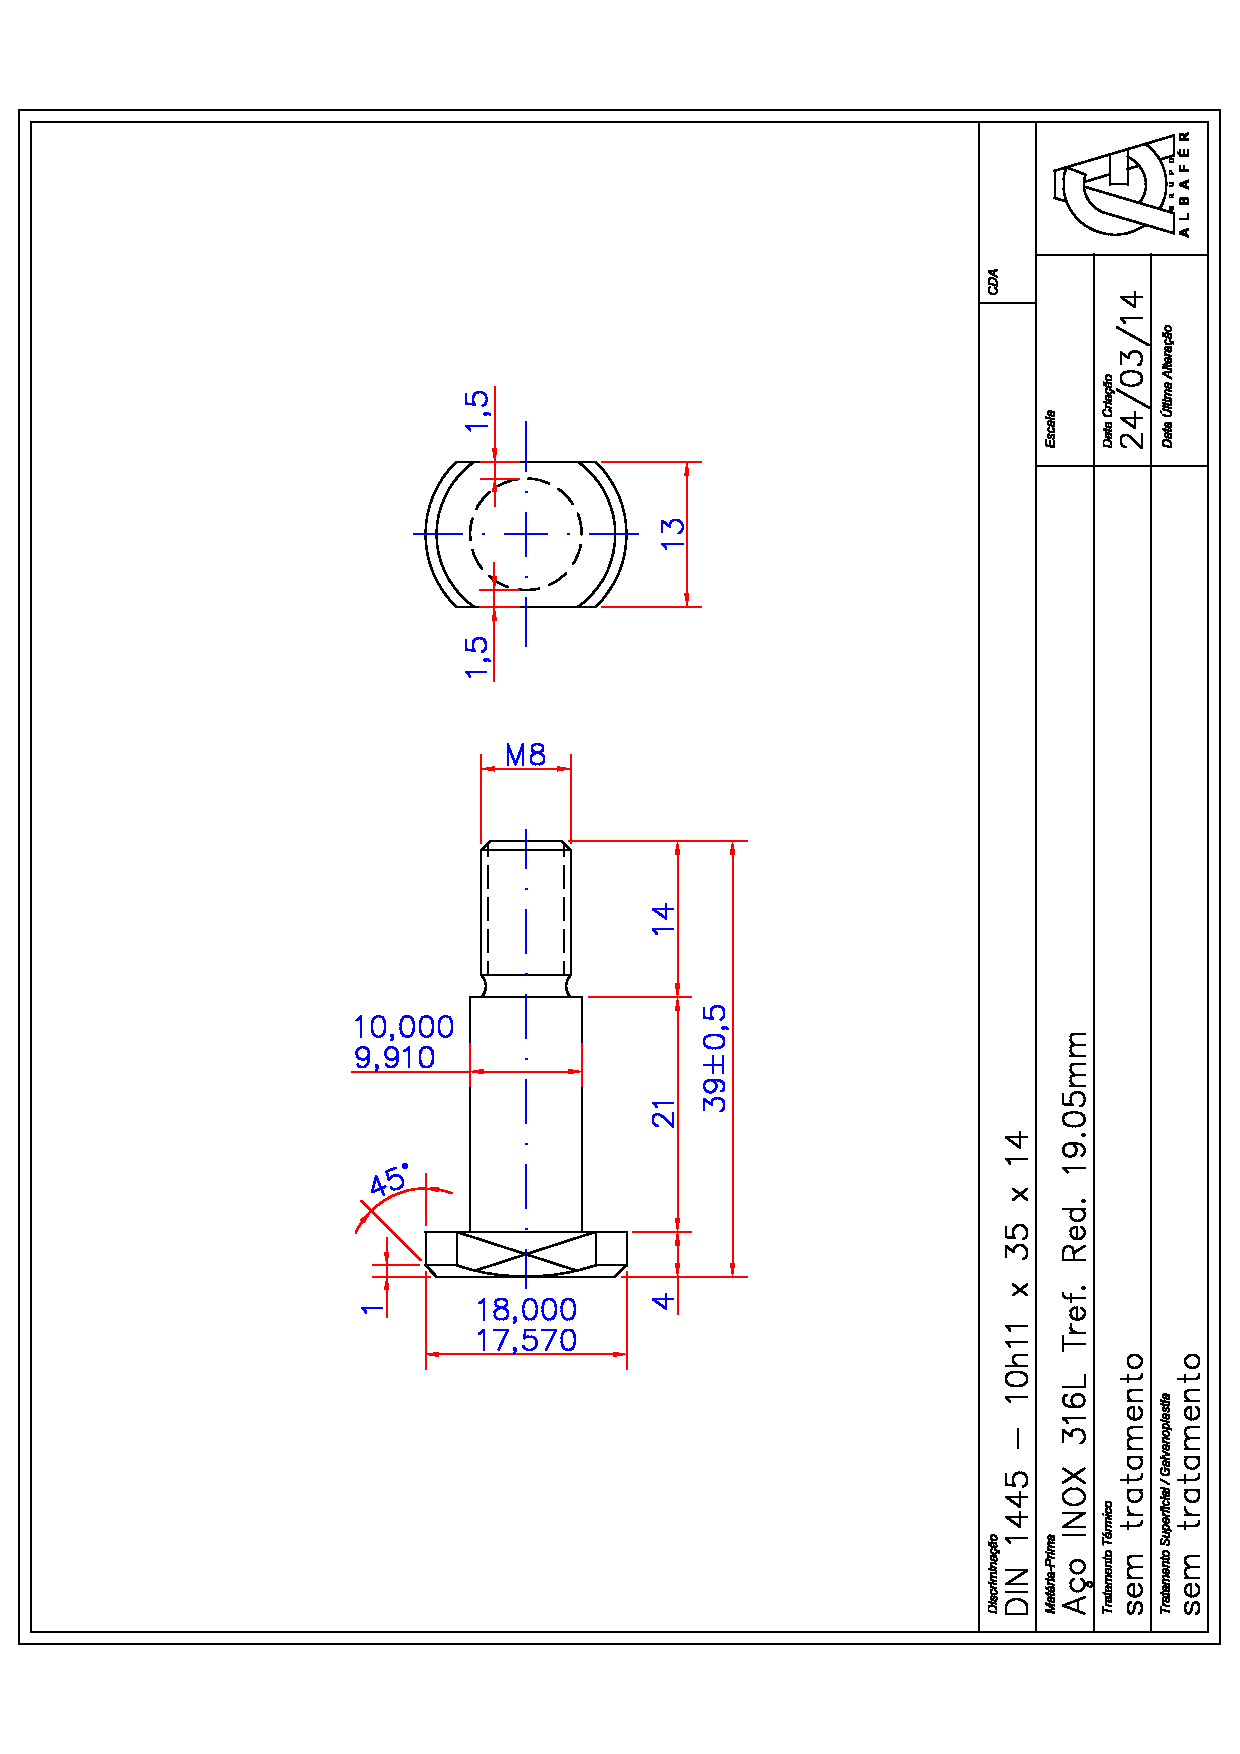 1,5
1,5
13
M8
14
10,000
9,910
39±0,5
21
45°
1
18,000
17,570
4
Discriminação
DIN 1445 – 10h11 x 35 x 14
CDA
Matéria-Prima
Aço INOX 316L Tref. Red. 19.05mm
Escala
Tratamento Térmico
sem tratamento
Data Criação
24/03/14
Tratamento Superficial / Galvanoplastia
sem tratamento
Data Última Alteração
GRUPO
ALBAFÉR